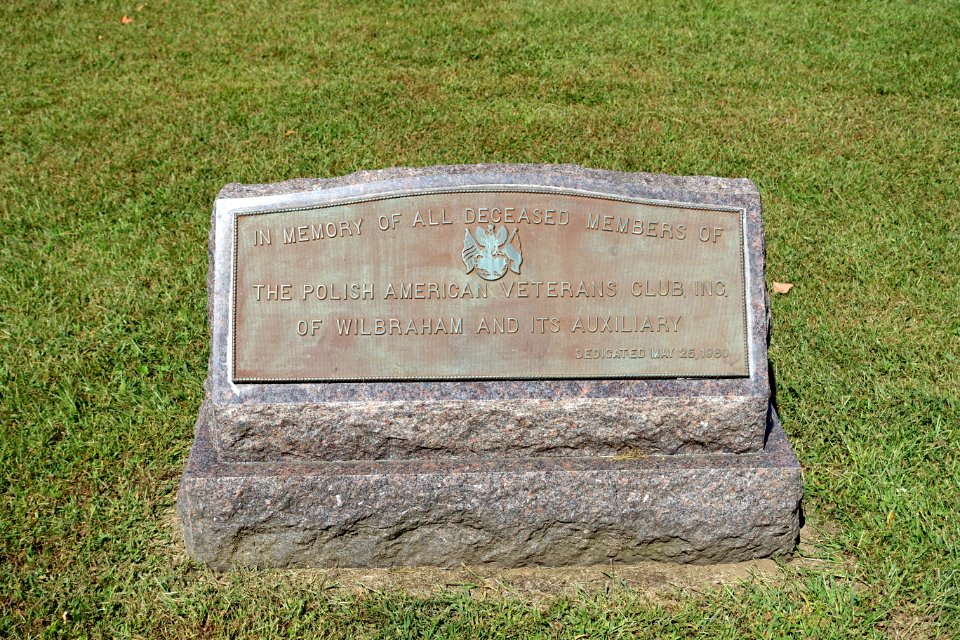 IN MEMORY OF ALL DECEASED MEMBERS OF
THE POLISH AMERICAN VETERANS CLUB, INC.
OF WILBRAHAM AND ITS AUXILIARY
DEDICATED MAY 25, 1980